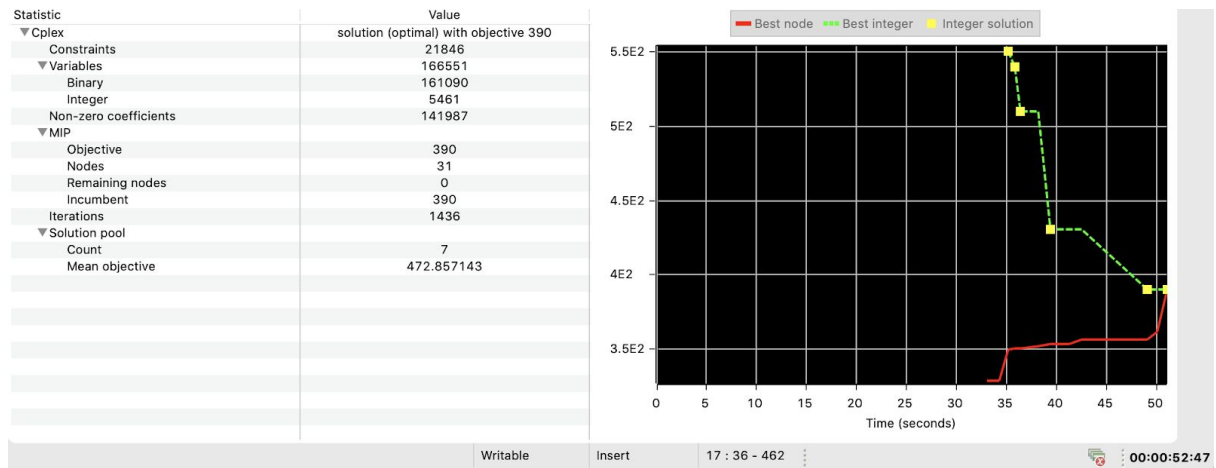 Statistic Value
Cplex solution (optimal) with objective 390
Constraints 21846
Variables 166551
Binary 161090
Integer 5461
Non-zero coefficients 141987
MIP
Objective 390
Nodes 31
Remaining nodes 0
Incumbent 390
Iterations 1436
Solution pool
Count 7
Mean objective 472.857143
Best node Best integer Integer solution
5.5E2
5E2
4.5E2
4E2
3.5E2
0 5 10 15 20 25 30 35 40 45 50
Time (seconds)
Writable Insert 17 : 36 - 462 00:00:52:47